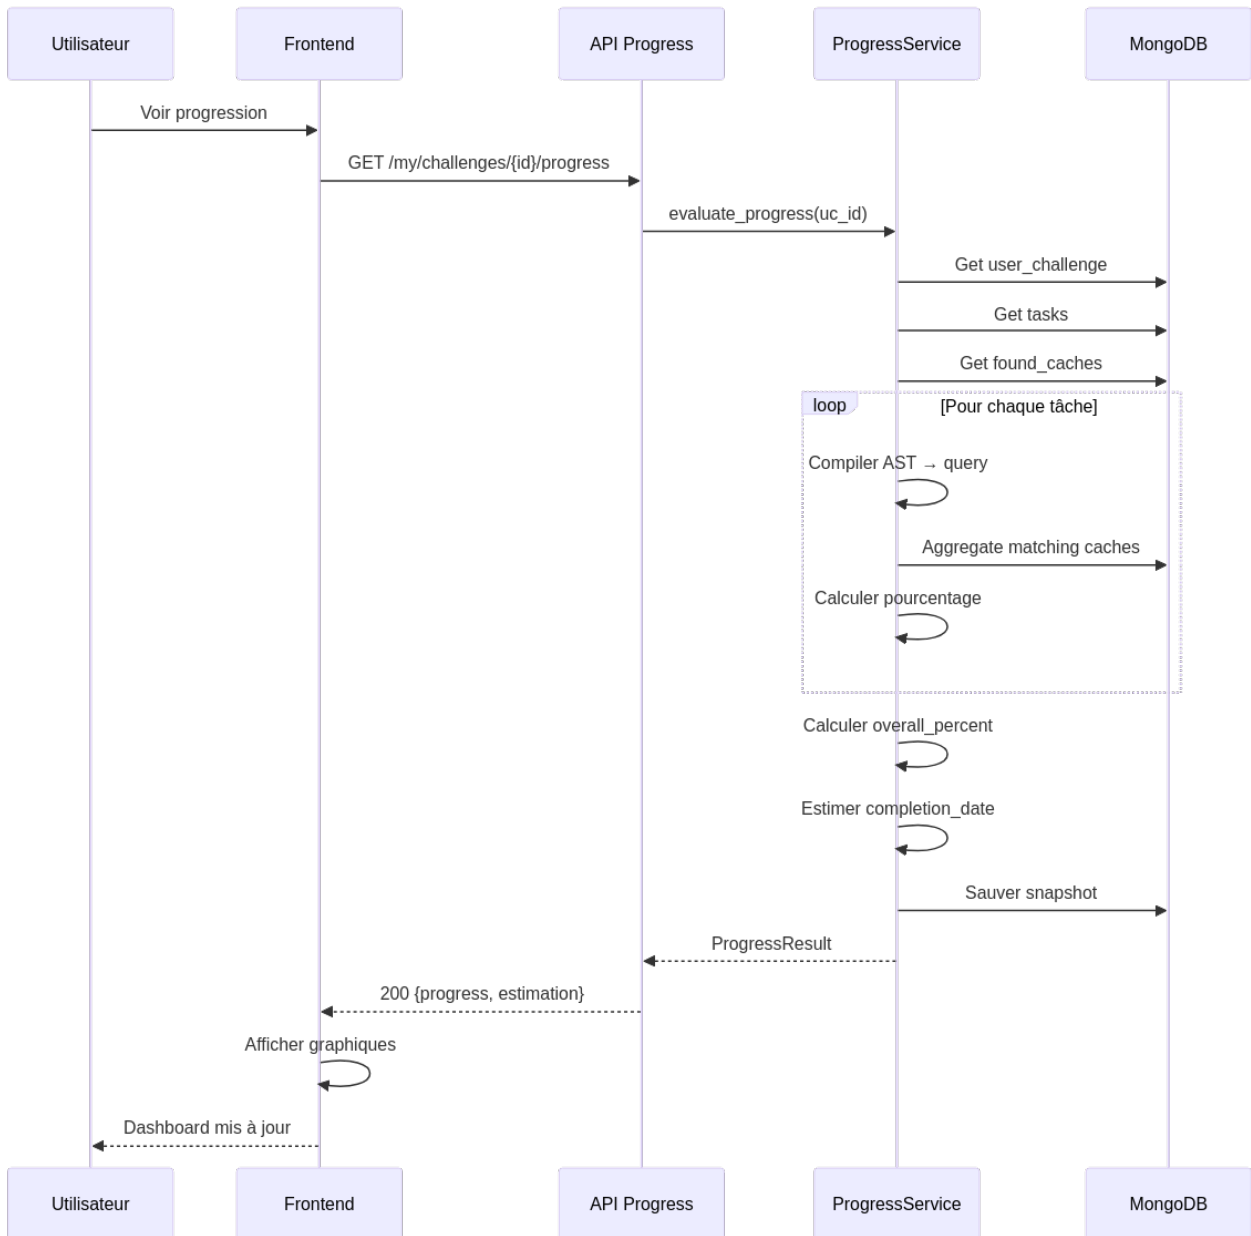 Utilisateur
Frontend
API Progress
ProgressService
MongoDB
Voir progression
GET /my/challenges/{id}/progress
evaluate_progress(uc_id)
Get user_challenge
Get tasks
Get found_caches
loop
[Pour chaque tâche]
Compiler AST → query
Aggregate matching caches
Calculer pourcentage
Calculer overall_percent
Estimer completion_date
Sauver snapshot
ProgressResult
200 {progress, estimation}
Afficher graphiques
Dashboard mis à jour
Utilisateur
Frontend
API Progress
ProgressService
MongoDB